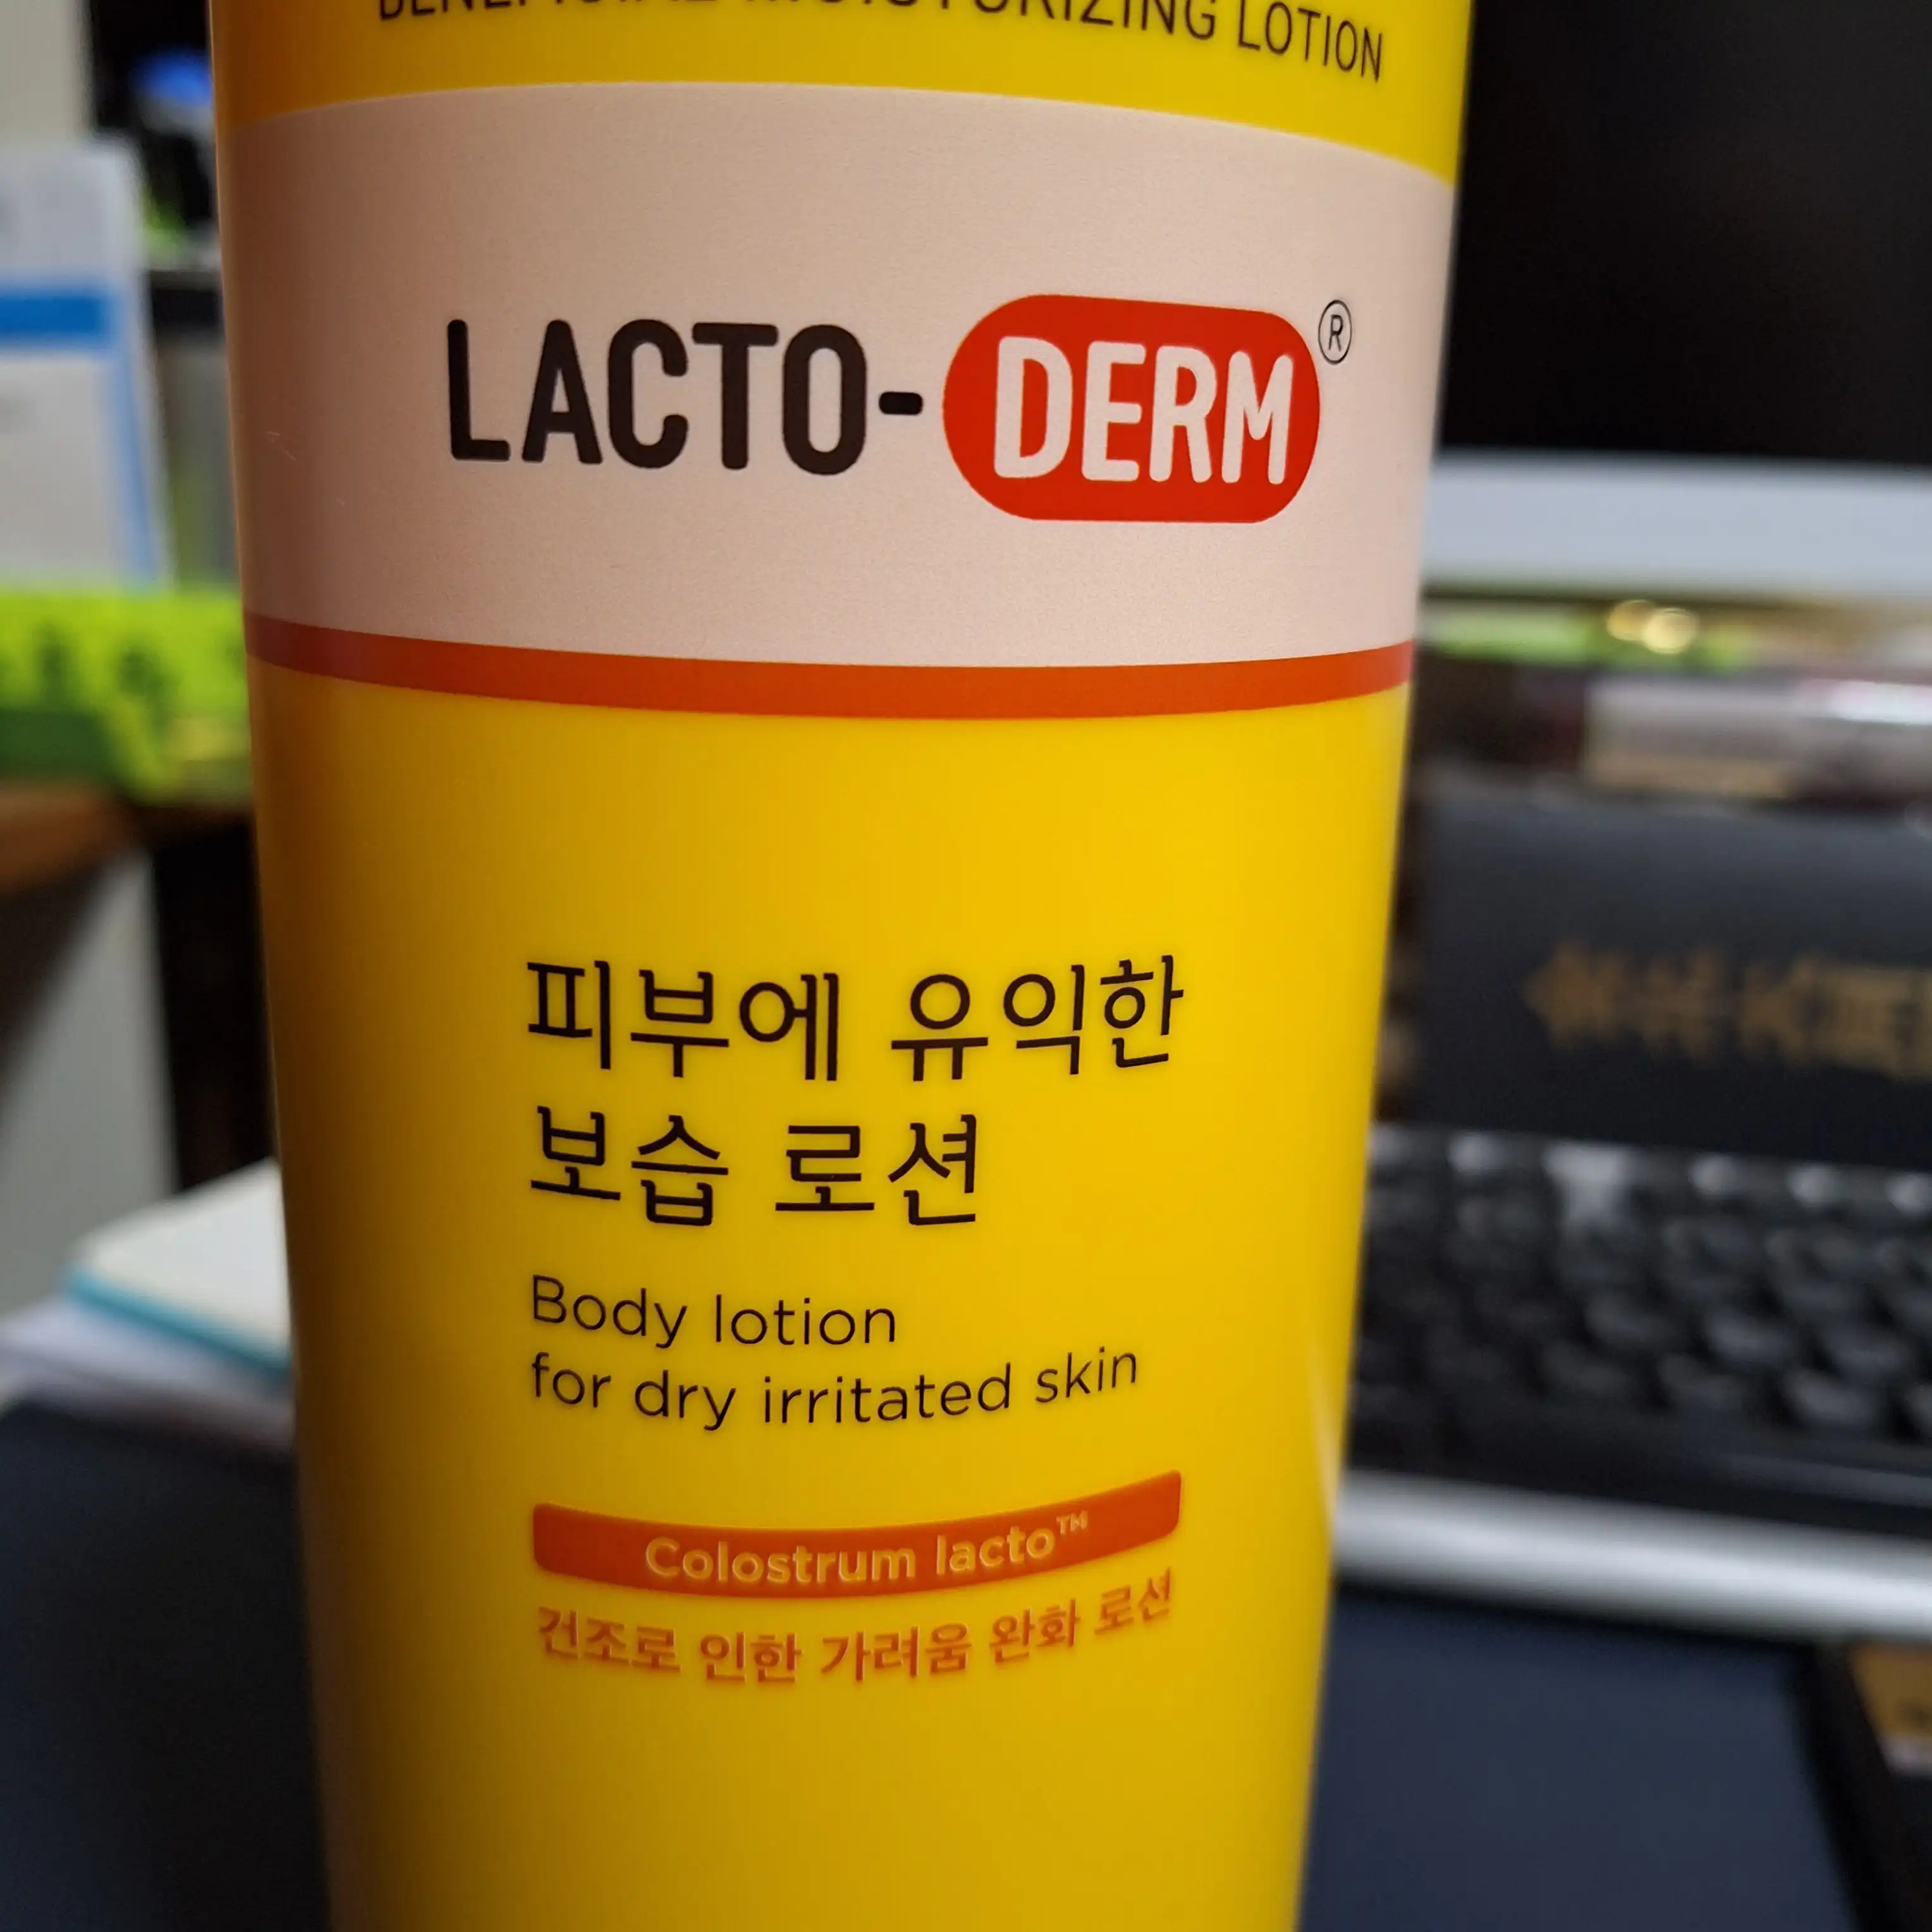 BENEFICIAL MOISTURIZING LOTION
LACTO-DERM®
피부에 유익한
보습 로션
Body lotion
for dry irritated skin
Colostrum lacto™
건조로 인한 가려움 완화 로션